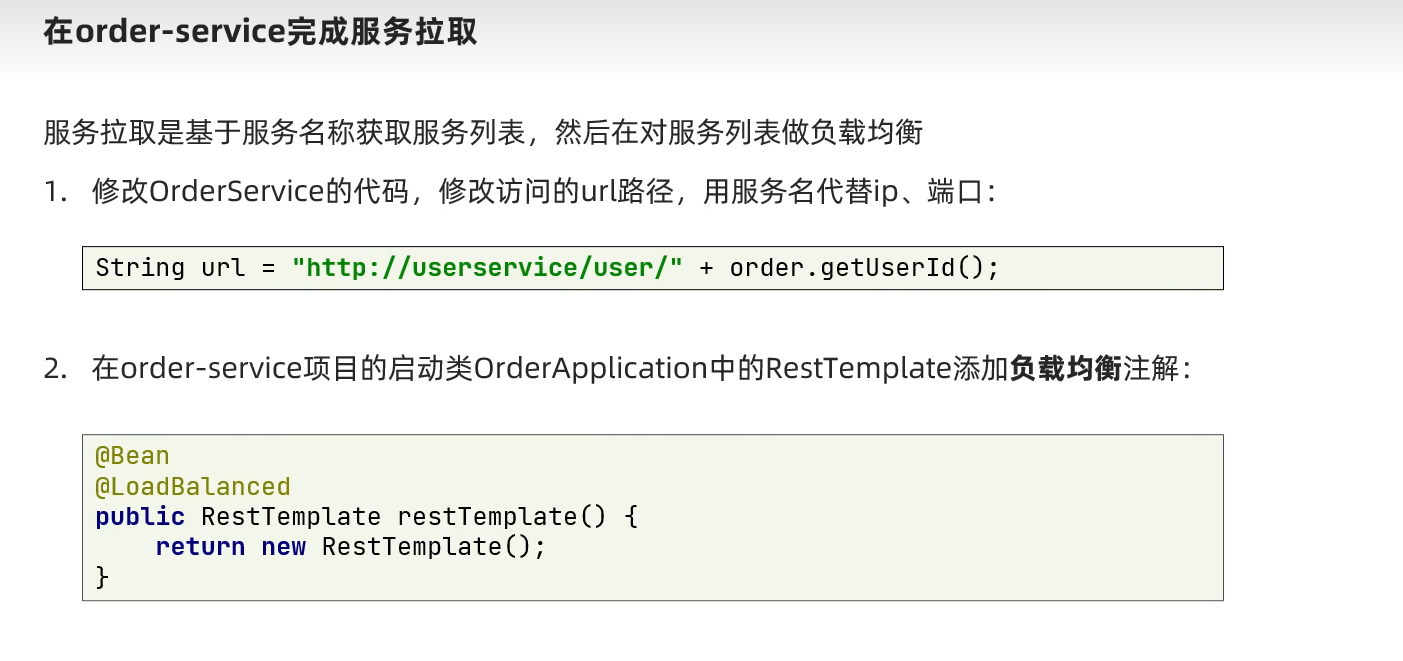 在order-service完成服务拉取
服务拉取是基于服务名称获取服务列表，然后在对服务列表做负载均衡
1. 修改OrderService的代码，修改访问的url路径，用服务名代替ip、端口：
String url = "http://userservice/user/" + order.getUserId();
2. 在order-service项目的启动类OrderApplication中的RestTemplate添加负载均衡注解：
@Bean
@LoadBalanced
public RestTemplate restTemplate() {
    return new RestTemplate();
}